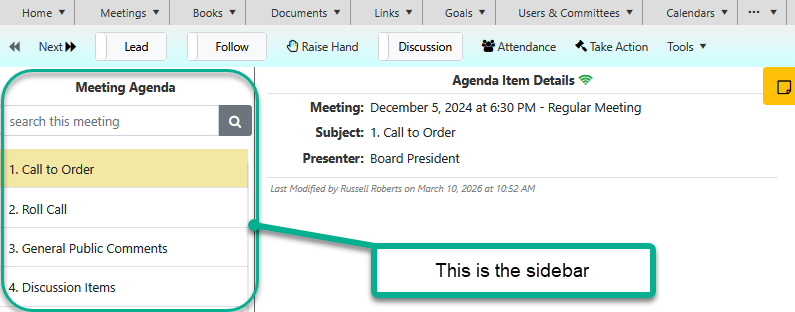 Home Meetings Books Documents Links Goals Users & Committees Calendars ...
Next Lead Follow Raise Hand Discussion Attendance Take Action Tools
Meeting Agenda
search this meeting
1. Call to Order
2. Roll Call
3. General Public Comments
4. Discussion Items
Agenda Item Details
Meeting: December 5, 2024 at 6:30 PM - Regular Meeting
Subject: 1. Call to Order
Presenter: Board President
Last Modified by Russell Roberts on March 10, 2026 at 10:52 AM
This is the sidebar